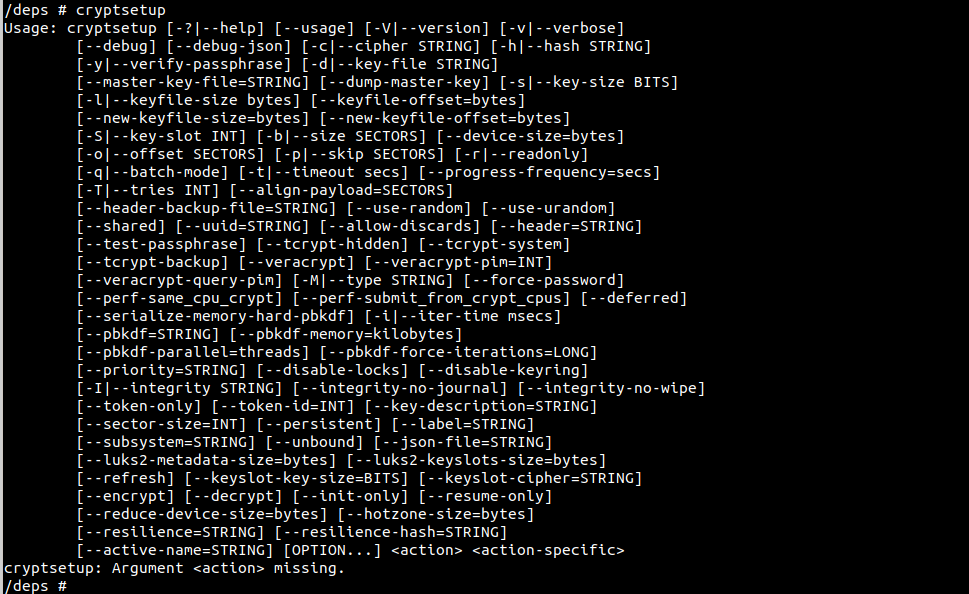 /deps # cryptsetup
Usage: cryptsetup [-?|--help] [--usage] [-V|--version] [-v|--verbose]
        [--debug] [--debug-json] [-c|--cipher STRING] [-h|--hash STRING]
        [-y|--verify-passphrase] [-d|--key-file STRING]
        [--master-key-file=STRING] [--dump-master-key] [-s|--key-size BITS]
        [-l|--keyfile-size bytes] [--keyfile-offset=bytes]
        [--new-keyfile-size=bytes] [--new-keyfile-offset=bytes]
        [-S|--key-slot INT] [-b|--size SECTORS] [--device-size=bytes]
        [-o|--offset SECTORS] [-p|--skip SECTORS] [-r|--readonly]
        [-q|--batch-mode] [-t|--timeout secs] [--progress-frequency=secs]
        [-T|--tries INT] [--align-payload=SECTORS]
        [--header-backup-file=STRING] [--use-random] [--use-urandom]
        [--shared] [--uuid=STRING] [--allow-discards] [--header=STRING]
        [--test-passphrase] [--tcrypt-hidden] [--tcrypt-system]
        [--tcrypt-backup] [--veracrypt] [--veracrypt-pim=INT]
        [--veracrypt-query-pim] [-M|--type STRING] [--force-password]
        [--perf-same_cpu_crypt] [--perf-submit_from_crypt_cpus] [--deferred]
        [--serialize-memory-hard-pbkdf] [-i|--iter-time msecs]
        [--pbkdf=STRING] [--pbkdf-memory=kilobytes]
        [--pbkdf-parallel=threads] [--pbkdf-force-iterations=LONG]
        [--priority=STRING] [--disable-locks] [--disable-keyring]
        [-I|--integrity STRING] [--integrity-no-journal] [--integrity-no-wipe]
        [--token-only] [--token-id=INT] [--key-description=STRING]
        [--sector-size=INT] [--persistent] [--label=STRING]
        [--subsystem=STRING] [--unbound] [--json-file=STRING]
        [--luks2-metadata-size=bytes] [--luks2-keyslots-size=bytes]
        [--refresh] [--keyslot-key-size=BITS] [--keyslot-cipher=STRING]
        [--encrypt] [--decrypt] [--init-only] [--resume-only]
        [--reduce-device-size=bytes] [--hotzone-size=bytes]
        [--resilience=STRING] [--resilience-hash=STRING]
        [--active-name=STRING] [OPTION...] <action> <action-specific>
cryptsetup: Argument <action> missing.
/deps #